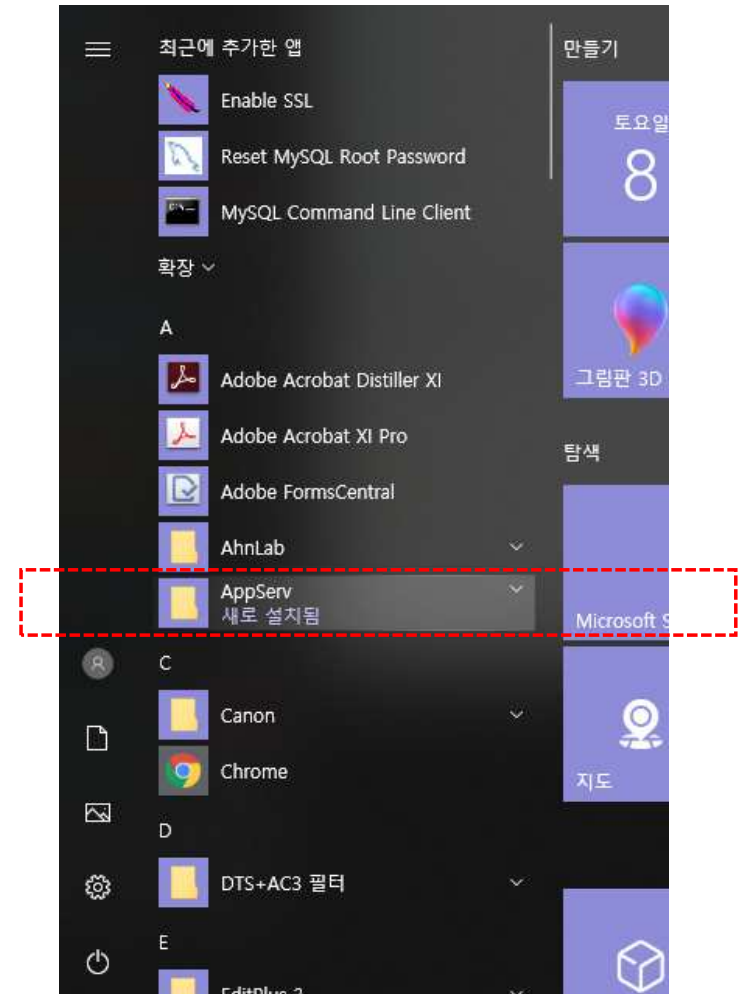 최근에 추가한 앱
Enable SSL
Reset MySQL Root Password
MySQL Command Line Client
확장
A
Adobe Acrobat Distiller XI
Adobe Acrobat XI Pro
Adobe FormsCentral
AhnLab
AppServ
새로 설치됨
C
Canon
Chrome
D
DTS+AC3 필터
E
EditPlus 3
만들기
토요일
8
그림판 3D
탐색
Microsoft S
지도